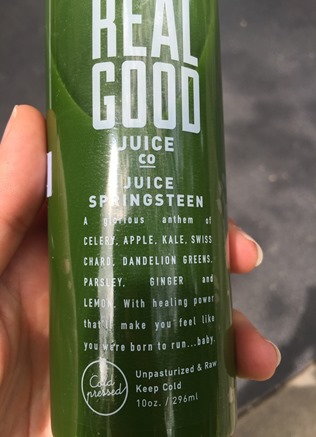 REAL
GOOD
JUICE
CO
JUICE
SPRINGSTEEN
A glorious anthem of
CELERY, APPLE, KALE, SWISS
CHARD, DANDELION GREENS,
PARSLEY, GINGER and
LEMON. With healing power
that'll make you feel like
you were born to run...baby.
Cold
pressed
Unpasturized & Raw
Keep Cold
10oz. / 296ml